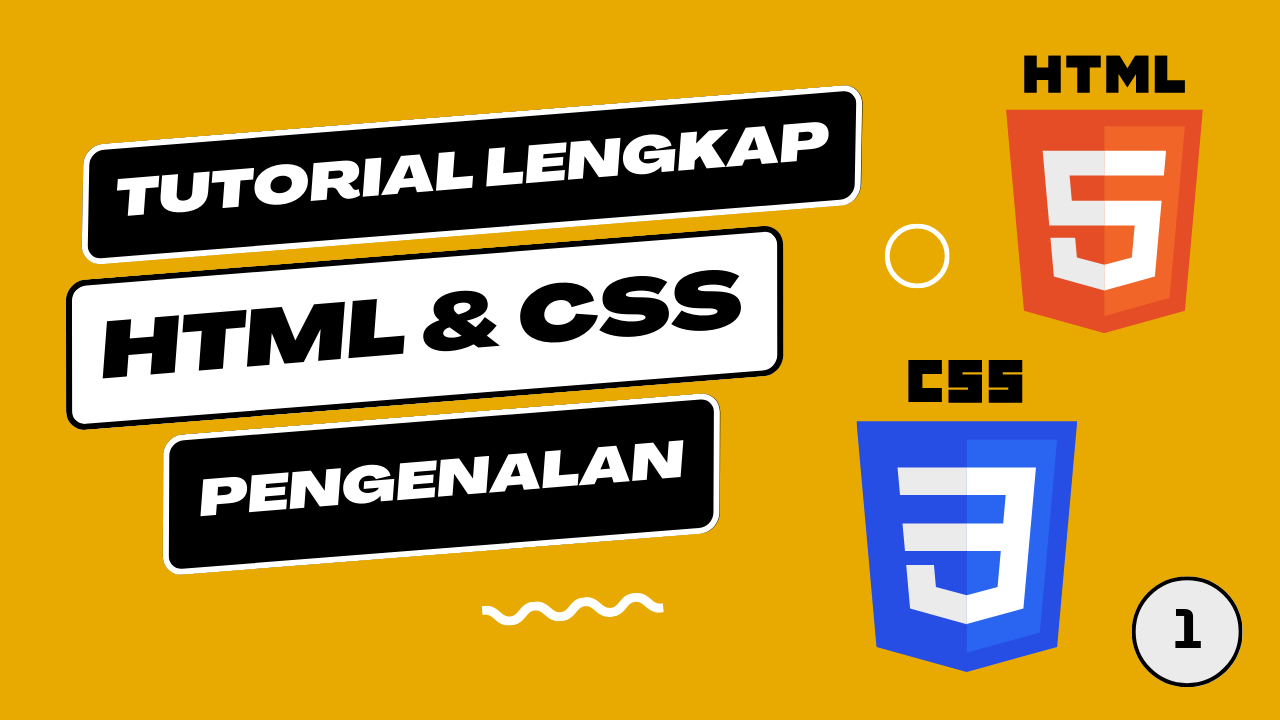 TUTORIAL LENGKAP
HTML & CSS
PENGENALAN
HTML
5
CSS
3
1